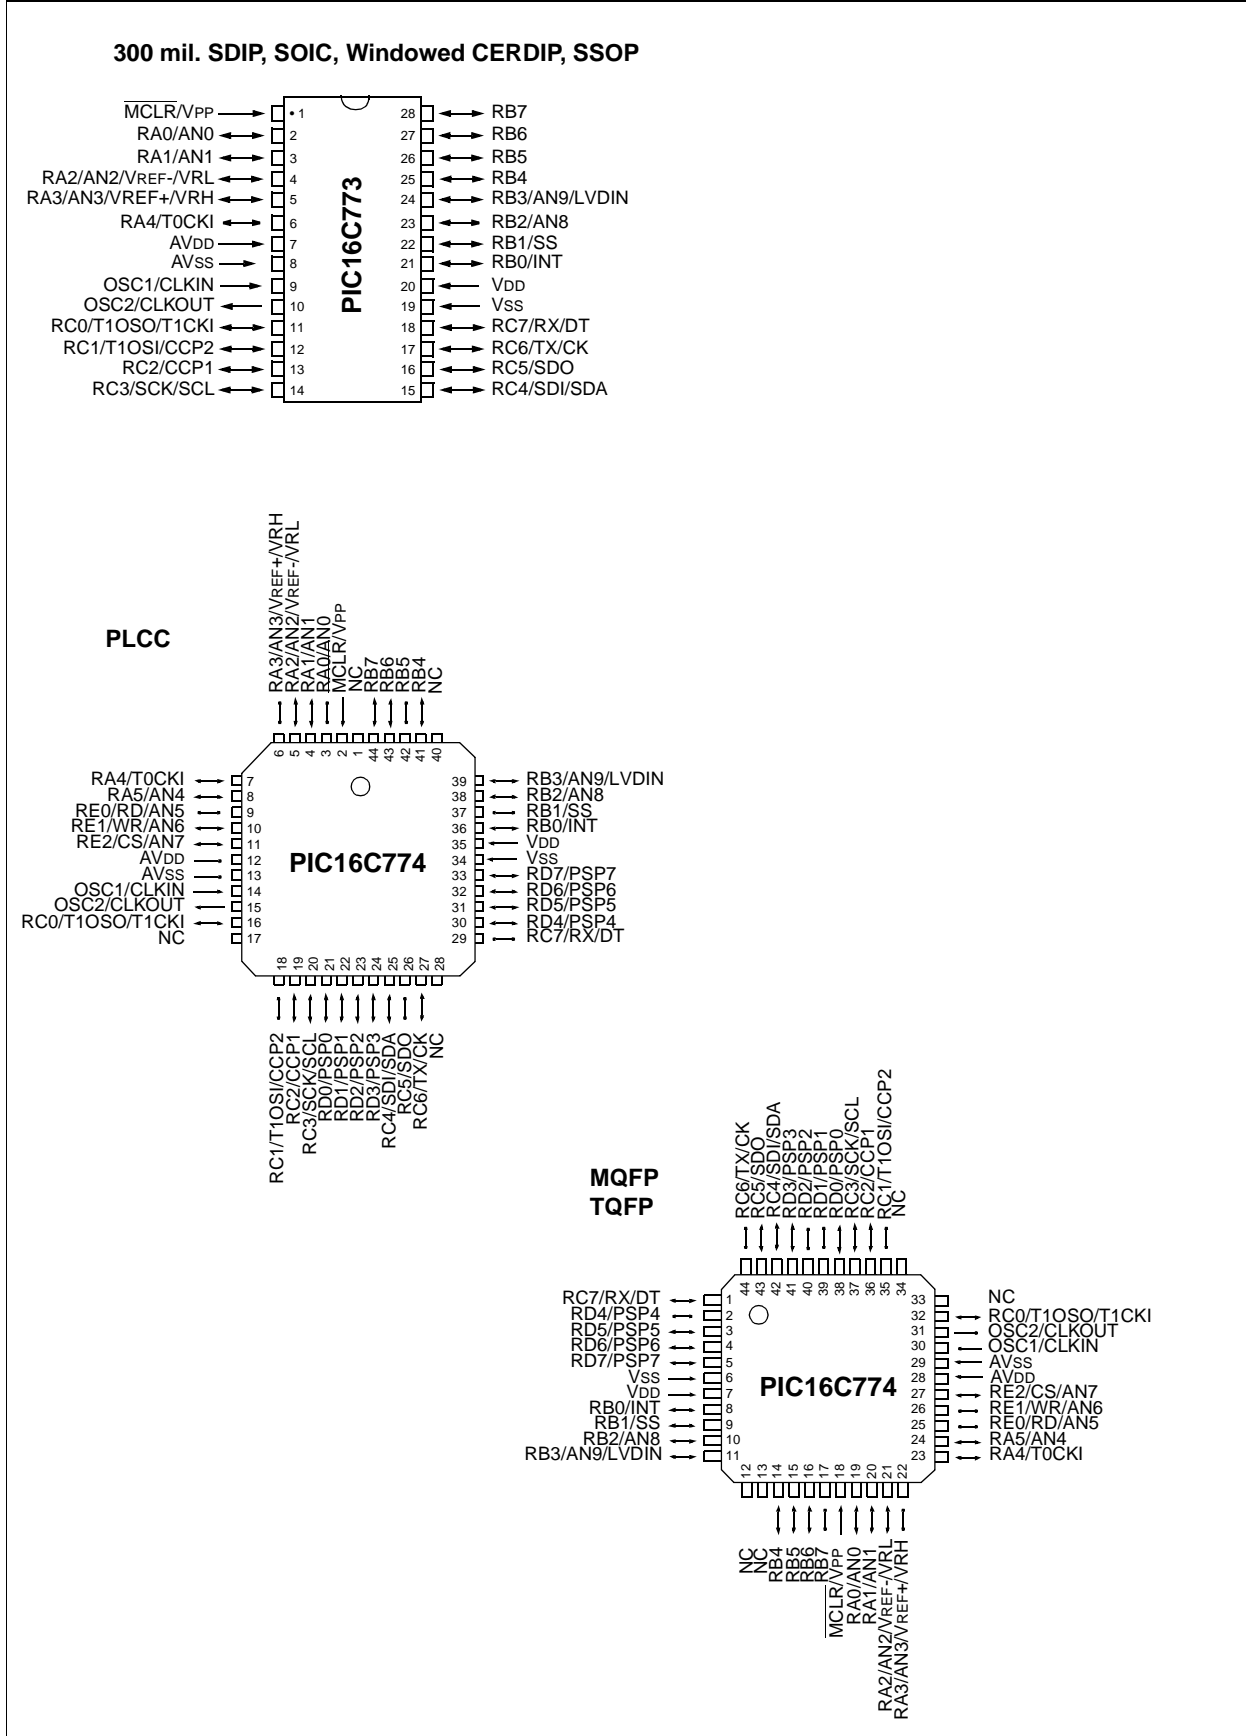 300 mil. SDIP, SOIC, Windowed CERDIP, SSOP
MCLR/VPP 1 28 RB7
RA0/AN0 2 27 RB6
RA1/AN1 3 26 RB5
RA2/AN2/VREF-/VRL 4 25 RB4
RA3/AN3/VREF+/VRH 5 24 RB3/AN9/LVDIN
RA4/T0CKI 6 23 RB2/AN8
AVDD 7 22 RB1/SS
AVSS 8 21 RB0/INT
OSC1/CLKIN 9 20 VDD
OSC2/CLKOUT 10 19 VSS
RC0/T1OSO/T1CKI 11 18 RC7/RX/DT
RC1/T1OSI/CCP2 12 17 RC6/TX/CK
RC2/CCP1 13 16 RC5/SDO
RC3/SCK/SCL 14 15 RC4/SDI/SDA
PIC16C773
PLCC
RA3/AN3/VREF+/VRH
RA2/AN2/VREF-/VRL
RA1/AN1
RA0/AN0
MCLR/VPP
NC
RB7
RB6
RB5
RB4
NC
6 5 4 3 2 1 44 43 42 41 40
RA4/T0CKI 7 39 RB3/AN9/LVDIN
RA5/AN4 8 38 RB2/AN8
RE0/RD/AN5 9 37 RB1/SS
RE1/WR/AN6 10 36 RB0/INT
RE2/CS/AN7 11 35 VDD
AVDD 12 34 VSS
PIC16C774
AVSS 13 33 RD7/PSP7
OSC1/CLKIN 14 32 RD6/PSP6
OSC2/CLKOUT 15 31 RD5/PSP5
RC0/T1OSO/T1CKI 16 30 RD4/PSP4
NC 17 29 RC7/RX/DT
18 19 20 21 22 23 24 25 26 27 28
RC1/T1OSI/CCP2
RC2/CCP1
RC3/SCK/SCL
RD0/PSP0
RD1/PSP1
RD2/PSP2
RD3/PSP3
RC4/SDI/SDA
RC5/SDO
RC6/TX/CK
NC
MQFP
TQFP
RC6/TX/CK
RC5/SDO
RC4/SDI/SDA
RD3/PSP3
RD2/PSP2
RD1/PSP1
RD0/PSP0
RC3/SCK/SCL
RC2/CCP1
RC1/T1OSI/CCP2
NC
44 43 42 41 40 39 38 37 36 35 34
RC7/RX/DT 1 33 NC
RD4/PSP4 2 32 RC0/T1OSO/T1CKI
RD5/PSP5 3 31 OSC2/CLKOUT
RD6/PSP6 4 30 OSC1/CLKIN
RD7/PSP7 5 29 AVSS
VSS 6 28 AVDD
PIC16C774
VDD 7 27 RE2/CS/AN7
RB0/INT 8 26 RE1/WR/AN6
RB1/SS 9 25 RE0/RD/AN5
RB2/AN8 10 24 RA5/AN4
RB3/AN9/LVDIN 11 23 RA4/T0CKI
12 13 14 15 16 17 18 19 20 21 22
NC
NC
RB4
RB5
RB6
RB7
MCLR/VPP
RA0/AN0
RA1/AN1
RA2/AN2/VREF-/VRL
RA3/AN3/VREF+/VRH